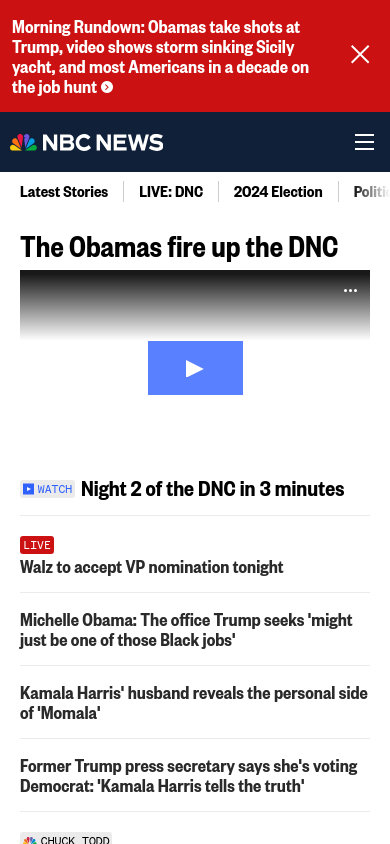 Morning Rundown: Obamas take shots at
Trump, video shows storm sinking Sicily
yacht, and most Americans in a decade on
the job hunt
NBC NEWS
Latest Stories LIVE: DNC 2024 Election Politi
The Obamas fire up the DNC
WATCH Night 2 of the DNC in 3 minutes
LIVE
Walz to accept VP nomination tonight
Michelle Obama: The office Trump seeks 'might
just be one of those Black jobs'
Kamala Harris' husband reveals the personal side
of 'Momala'
Former Trump press secretary says she's voting
Democrat: 'Kamala Harris tells the truth'
CHUCK TODD